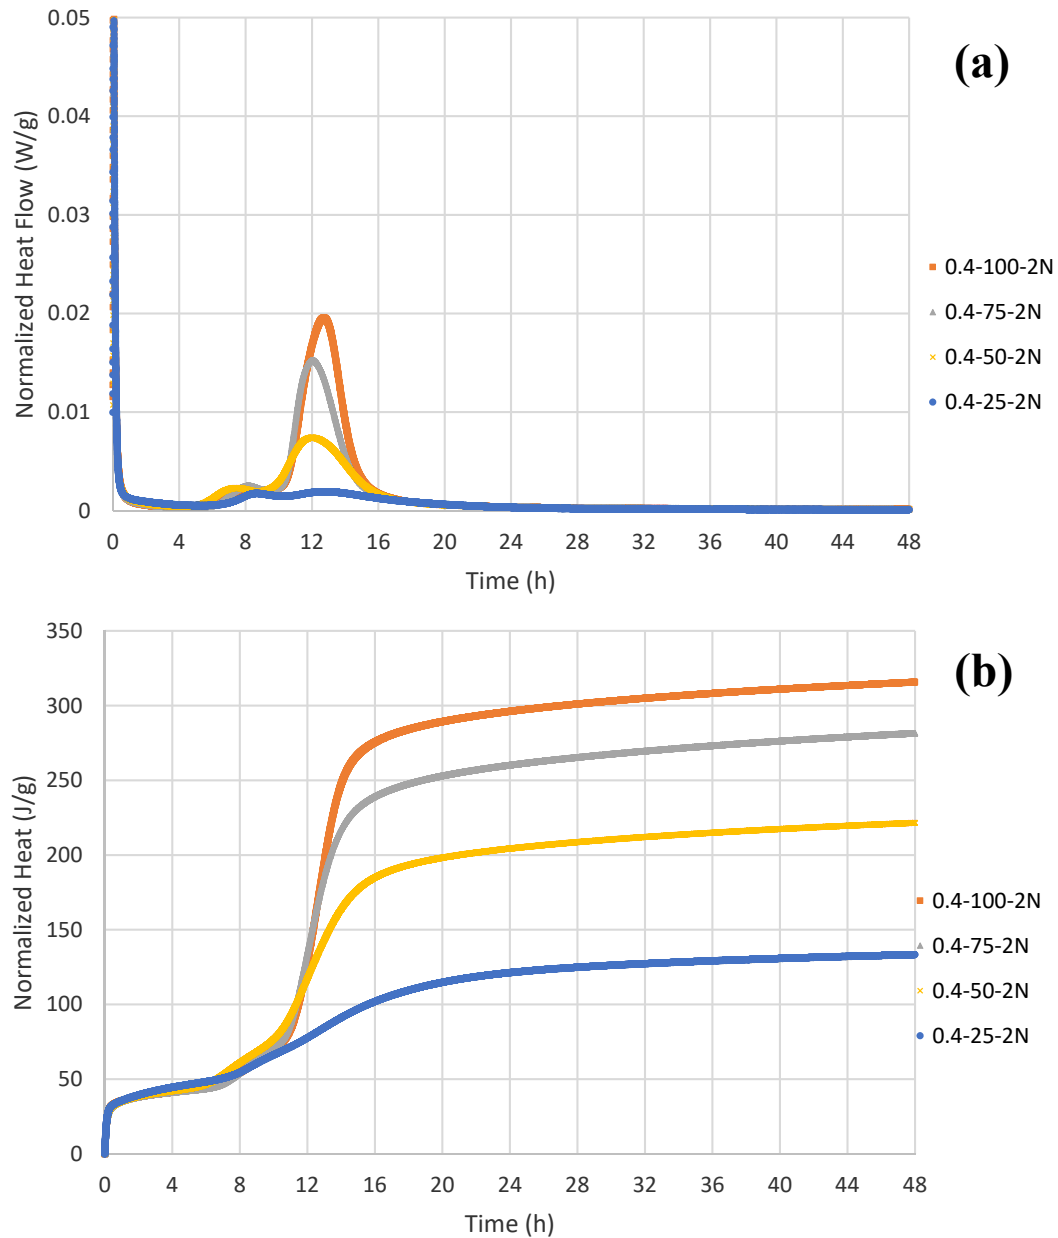 (a)
Normalized Heat Flow (W/g)
0.05
0.04
0.03
0.02
0.01
0
0 4 8 12 16 20 24 28 32 36 40 44 48
Time (h)
0.4-100-2N
0.4-75-2N
0.4-50-2N
0.4-25-2N
(b)
Normalized Heat (J/g)
350
300
250
200
150
100
50
0
0 4 8 12 16 20 24 28 32 36 40 44 48
Time (h)
0.4-100-2N
0.4-75-2N
0.4-50-2N
0.4-25-2N